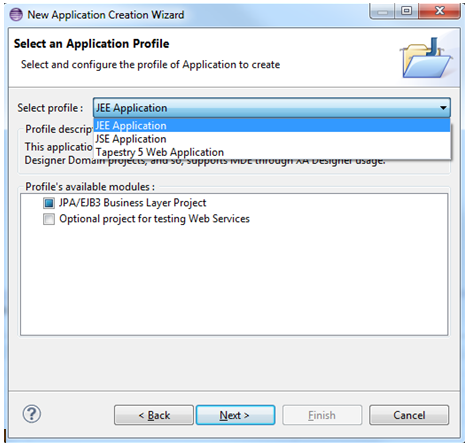 New Application Creation Wizard
Select an Application Profile
Select and configure the profile of Application to create
Select profile : JEE Application
JEE Application
JSE Application
Tapestry 5 Web Application
Profile descrip
This applicatio
Designer Domain projects, and so, supports MDE through XA Designer usage.
Profile's available modules :
JPA/EJB3 Business Layer Project
Optional project for testing Web Services
? < Back Next > Finish Cancel